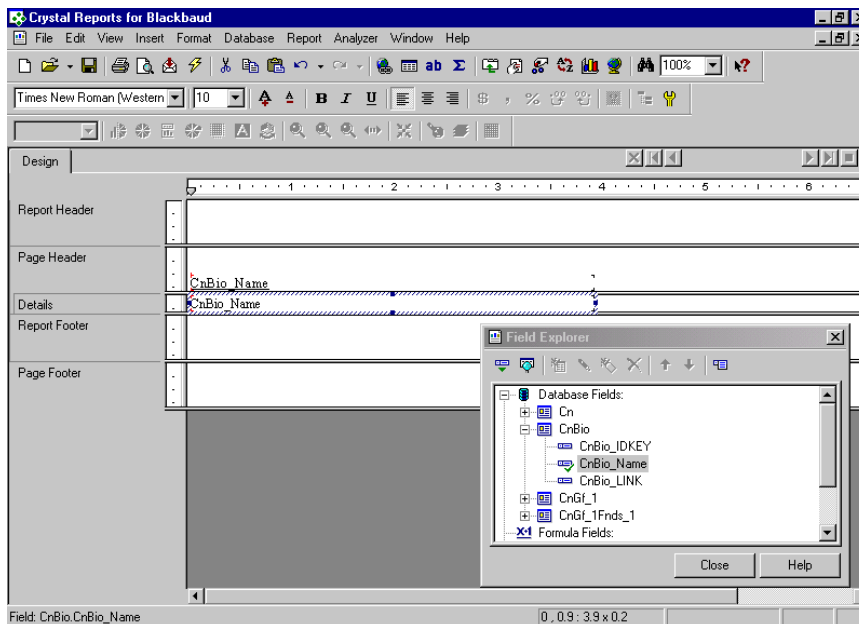 Crystal Reports for Blackbaud
File Edit View Insert Format Database Report Analyzer Window Help
ab Σ 100%
Times New Roman (Western 10 B I U $ , %
Design
1 2 3 4 5 6
Report Header
Page Header
CnBio_Name
Details CnBio_Name
Report Footer
Page Footer
Field Explorer
Database Fields:
Cn
CnBio
CnBio_IDKEY
CnBio_Name
CnBio_LINK
CnGf_1
CnGf_1Fnds_1
X·1 Formula Fields:
Close Help
Field: CnBio.CnBio_Name 0 , 0.9 : 3.9 x 0.2